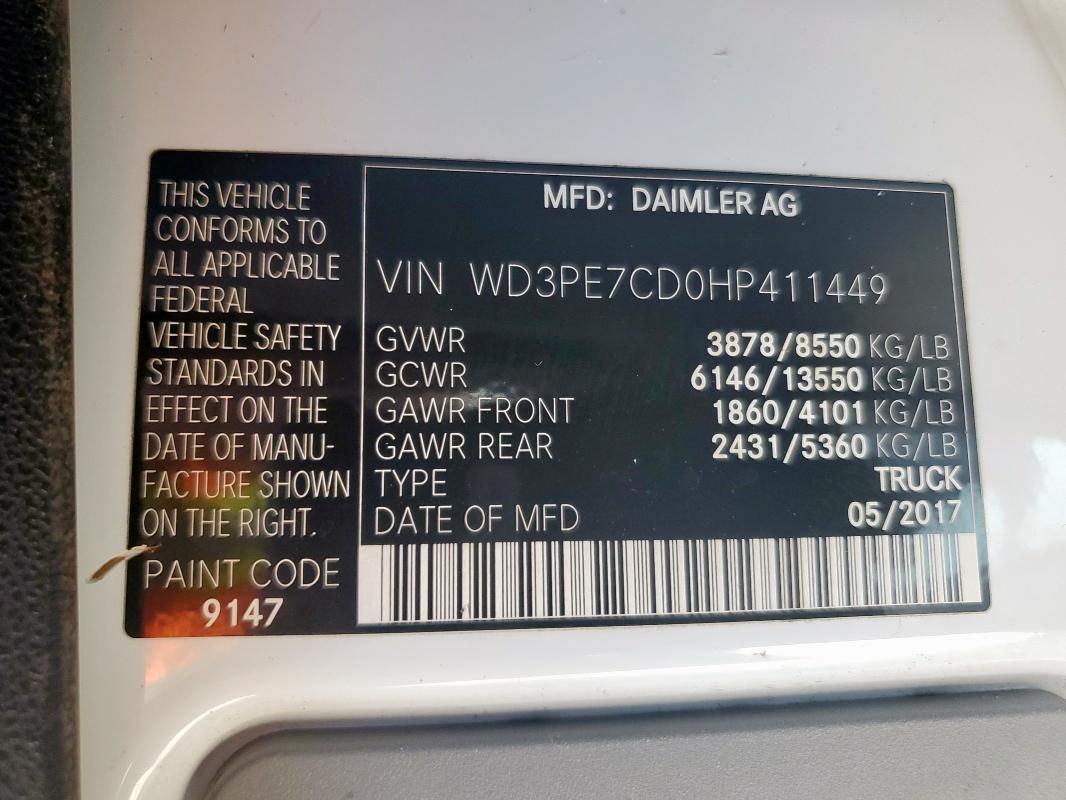 THIS VEHICLE
CONFORMS TO
ALL APPLICABLE
FEDERAL
VEHICLE SAFETY
STANDARDS IN
EFFECT ON THE
DATE OF MANU-
FACTURE SHOWN
ON THE RIGHT.
PAINT CODE
9147
MFD: DAIMLER AG
VIN WD3PE7CD0HP411449
GVWR 3878/8550 KG/LB
GCWR 6146/13550 KG/LB
GAWR FRONT 1860/4101 KG/LB
GAWR REAR 2431/5360 KG/LB
TYPE TRUCK
DATE OF MFD 05/2017